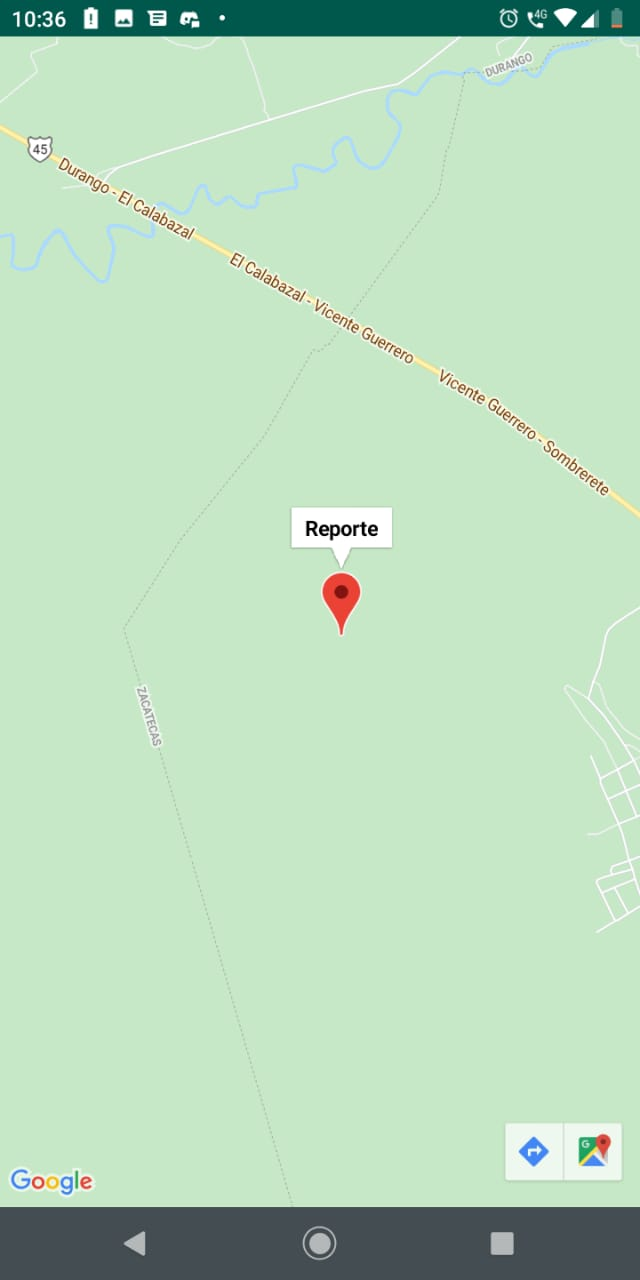 10:36
4G
DURANGO
45
Durango - El Calabazal
El Calabazal - Vicente Guerrero
Vicente Guerrero - Sombrerete
Reporte
ZACATECAS
G
Google